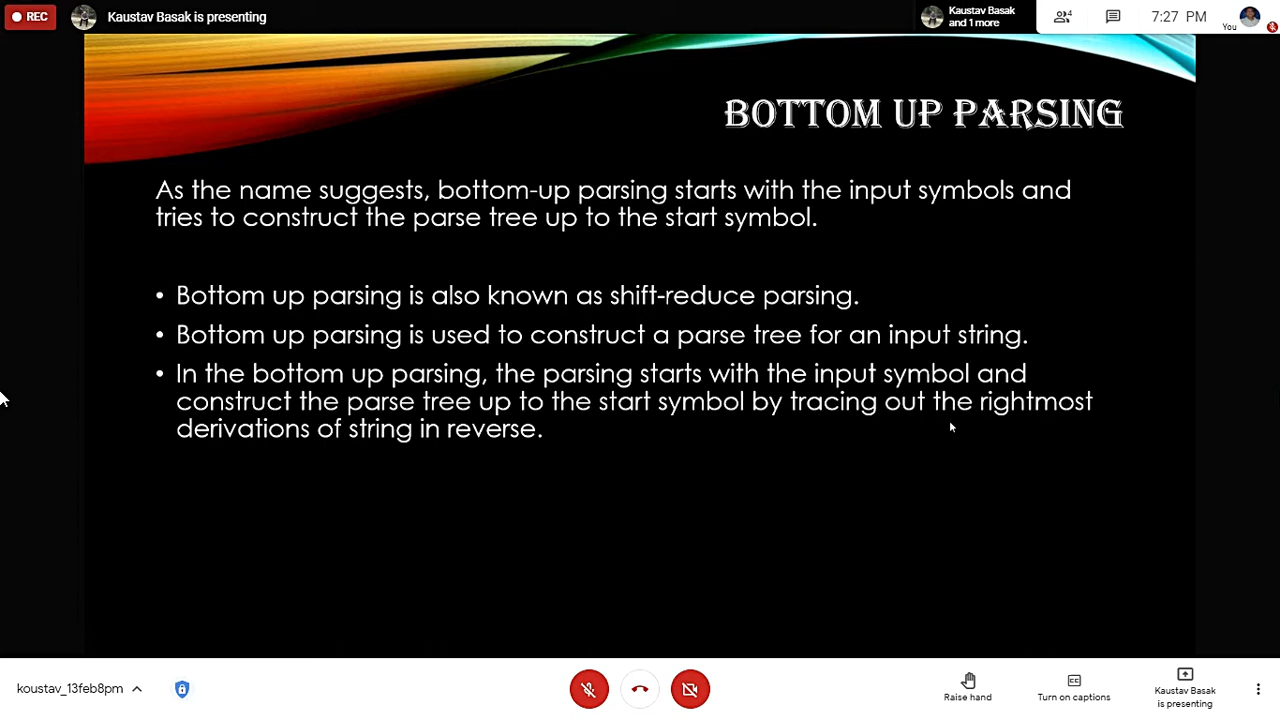 REC
Kaustav Basak is presenting
Kaustav Basak
and 1 more
4
7:27 PM
You
BOTTOM UP PARSING
As the name suggests, bottom-up parsing starts with the input symbols and
tries to construct the parse tree up to the start symbol.
• Bottom up parsing is also known as shift-reduce parsing.
• Bottom up parsing is used to construct a parse tree for an input string.
• In the bottom up parsing, the parsing starts with the input symbol and
construct the parse tree up to the start symbol by tracing out the rightmost
derivations of string in reverse.
koustav_13feb8pm
Raise hand
CC
Turn on captions
Kaustav Basak
is presenting